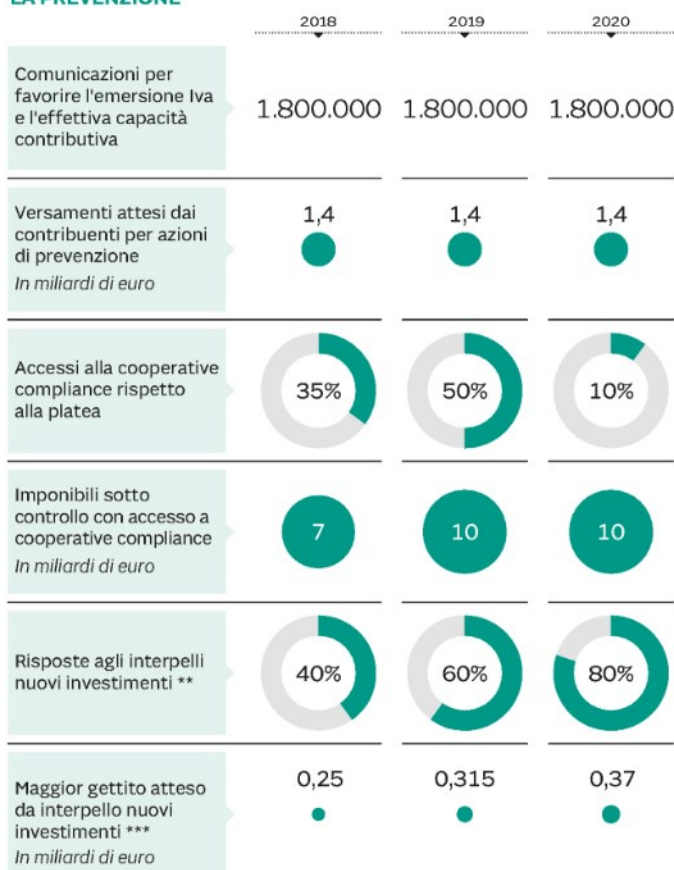 LA PREVENZIONE
2018 2019 2020
Comunicazioni per
favorire l'emersione Iva
e l'effettiva capacità
contributiva
1.800.000 1.800.000 1.800.000
Versamenti attesi dai
contribuenti per azioni
di prevenzione
In miliardi di euro
1,4 1,4 1,4
Accessi alla cooperative
compliance rispetto
alla platea
35% 50% 10%
Imponibili sotto
controllo con accesso a
cooperative compliance
In miliardi di euro
7 10 10
Risposte agli interpelli
nuovi investimenti **
40% 60% 80%
Maggior gettito atteso
da interpello nuovi
investimenti ***
In miliardi di euro
0,25 0,315 0,37